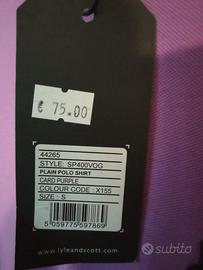 € 75.00
44265
STYLE: SP400VOG
PLAIN POLO SHIRT
CARD PURPLE
COLOUR CODE: X155
SIZE: S
5 059775 597869
www.lyleandscott.com
subito